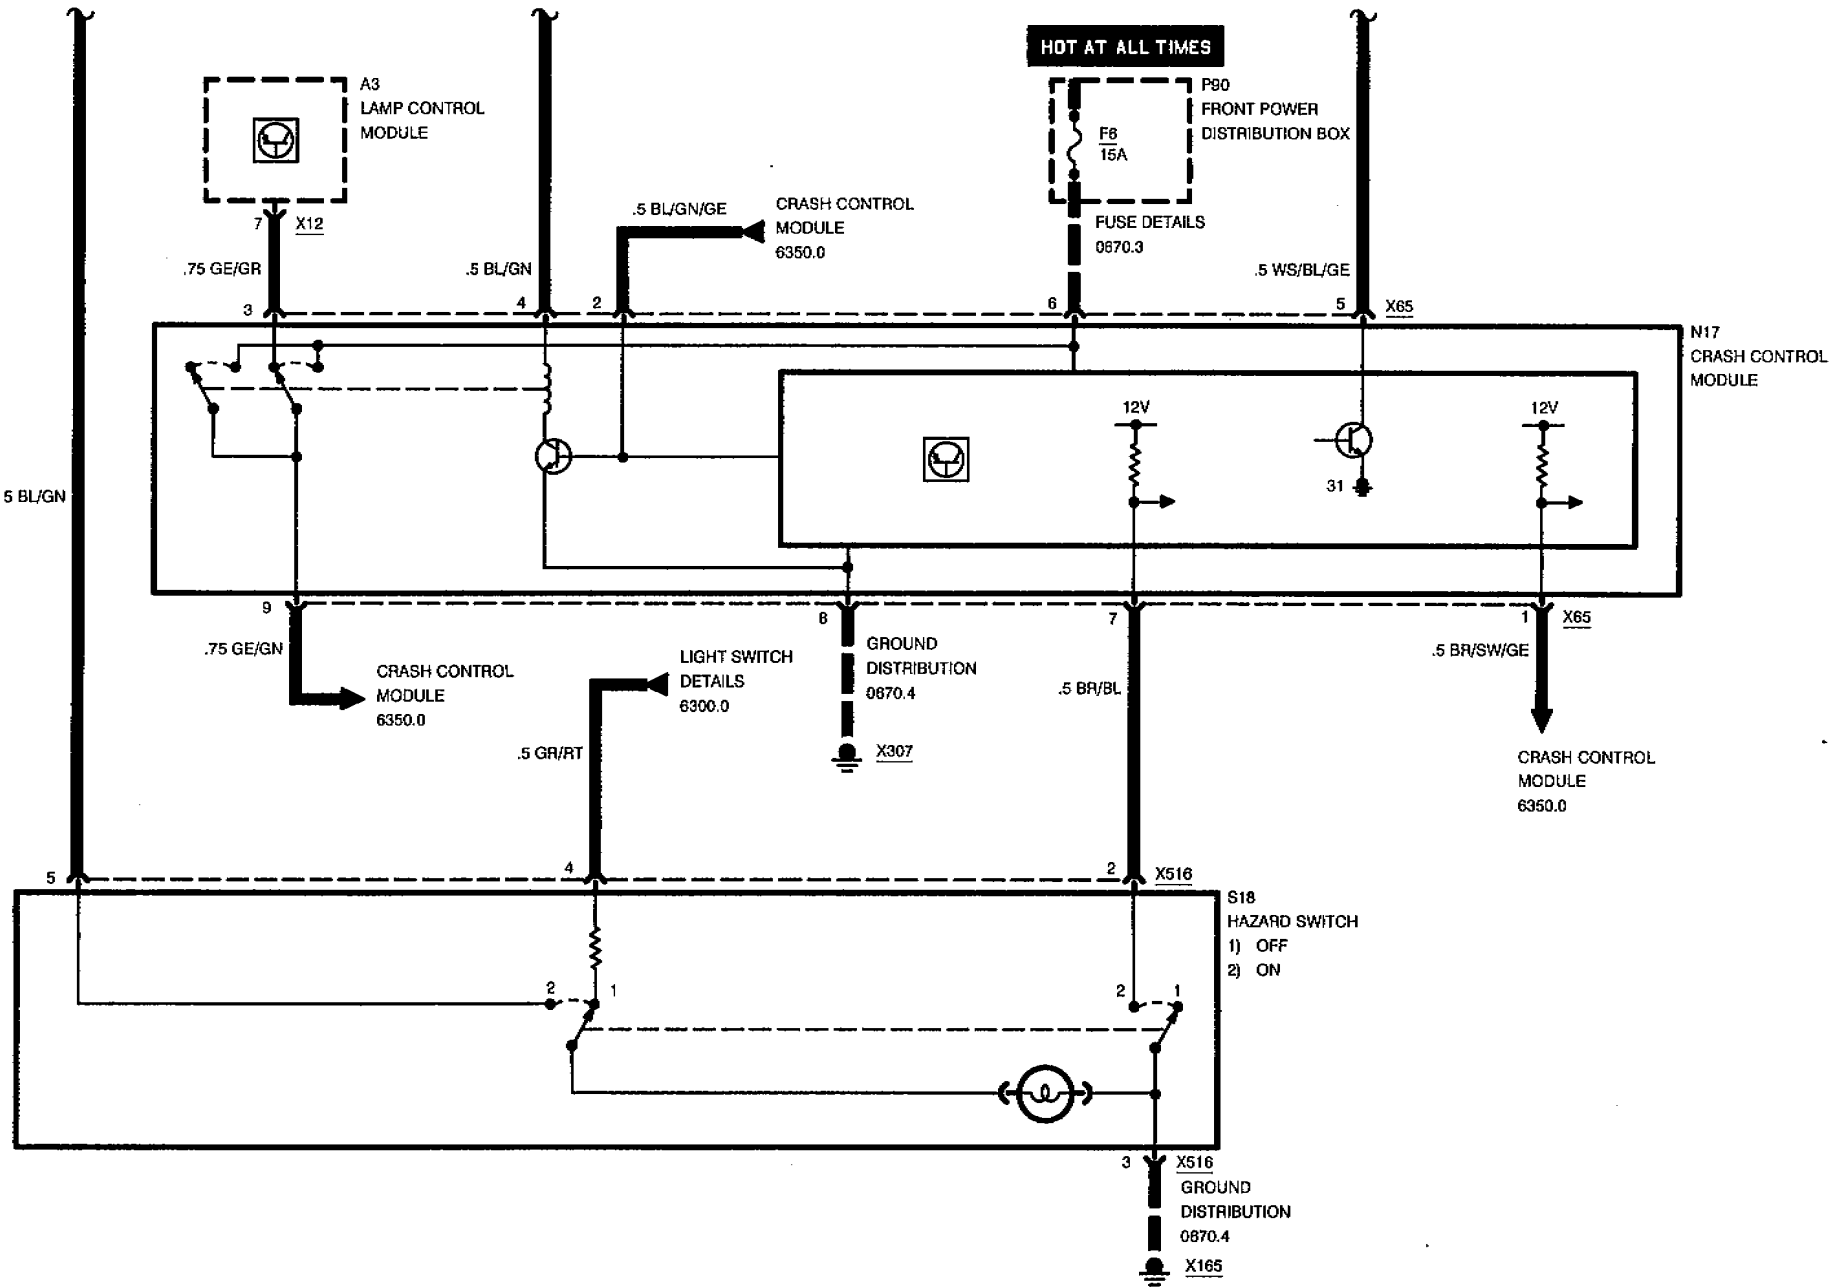 HOT AT ALL TIMES
A3
LAMP CONTROL
MODULE
P90
FRONT POWER
DISTRIBUTION BOX
F6
15A
7
X12
.5 BL/GN/GE
CRASH CONTROL
MODULE
6350.0
FUSE DETAILS
0670.3
.75 GE/GR
.5 BL/GN
.5 WS/BL/GE
3
4
2
6
5
X65
N17
CRASH CONTROL
MODULE
12V
12V
31
5 BL/GN
9
8
7
1
X65
.75 GE/GN
CRASH CONTROL
MODULE
6350.0
LIGHT SWITCH
DETAILS
6300.0
GROUND
DISTRIBUTION
0670.4
.5 BR/BL
.5 BR/SW/GE
.5 GR/RT
X307
CRASH CONTROL
MODULE
6350.0
5
4
2
X516
S18
HAZARD SWITCH
1) OFF
2) ON
2
1
2
1
3
X516
GROUND
DISTRIBUTION
0670.4
X165